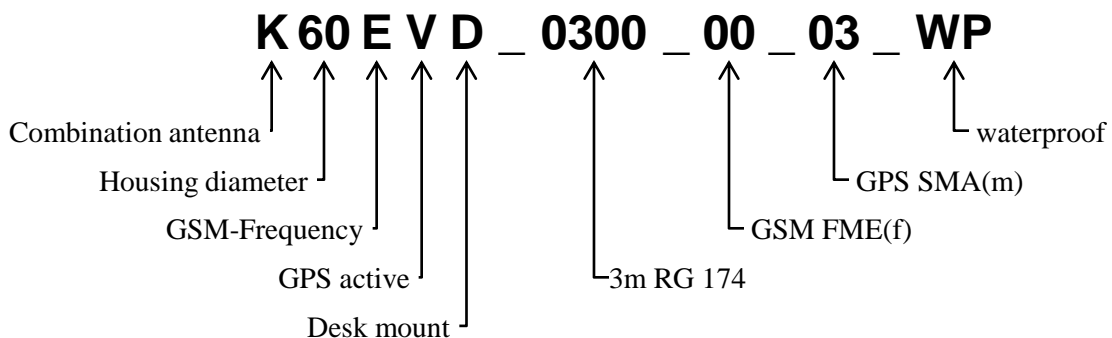 K 60 E V D _ 0300 _ 00 _ 03 _ WP
Combination antenna
waterproof
Housing diameter
GPS SMA(m)
GSM-Frequency
GSM FME(f)
GPS active
3m RG 174
Desk mount